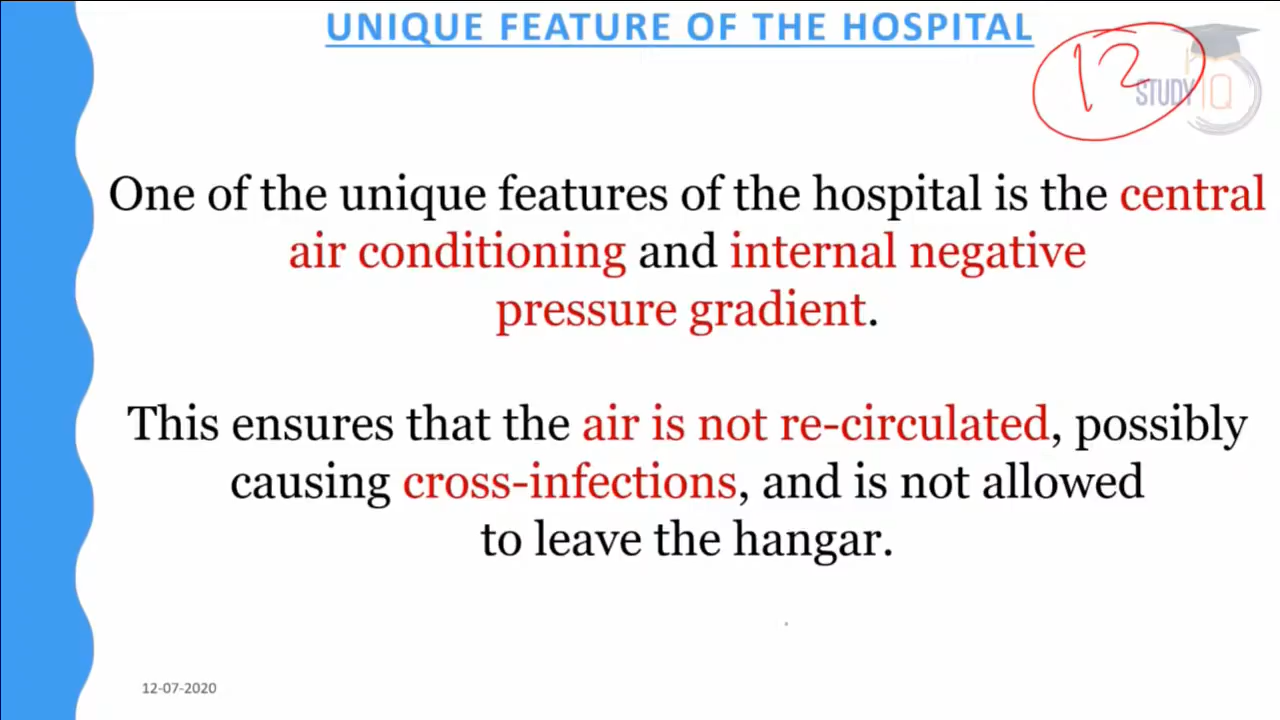 UNIQUE FEATURE OF THE HOSPITAL
12
STUDY IQ
One of the unique features of the hospital is the central
air conditioning and internal negative
pressure gradient.
This ensures that the air is not re-circulated, possibly
causing cross-infections, and is not allowed
to leave the hangar.
12-07-2020